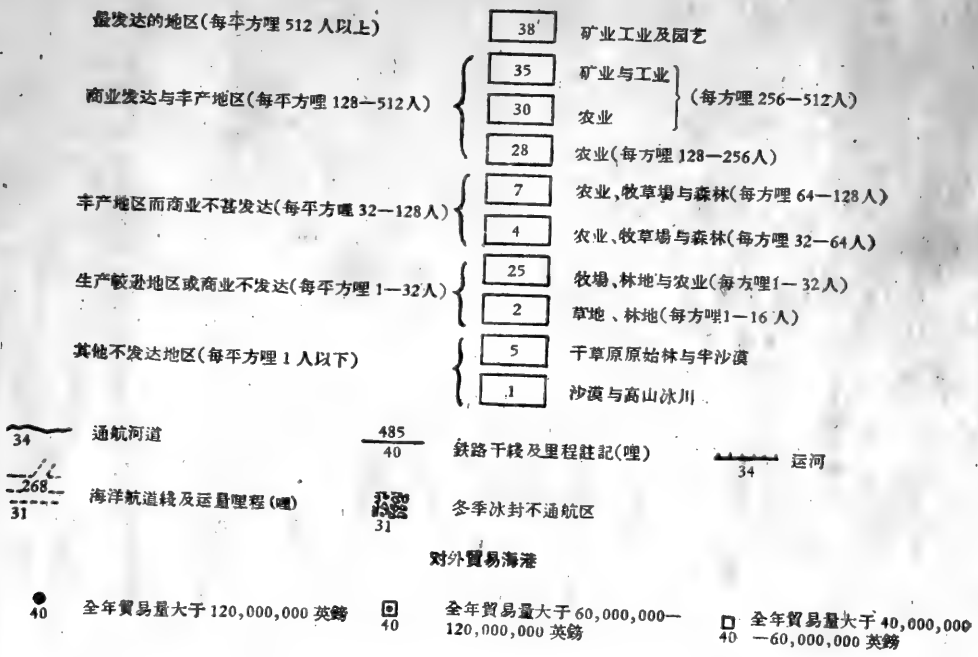 最发达的地区(每平方哩 512 人以上) 38 矿业工业及园艺
商业发达与丰产地区(每平方哩 128—512人) 35 矿业与工业 (每方哩 256—512人)
30 农业
28 农业(每方哩 128—256人)
丰产地区而商业不甚发达(每平方哩 32—128人) 7 农业,牧草場与森林(每方哩 64—128人)
4 农业、牧草場与森林(每方哩 32—64人)
生产較逊地区或商业不发达(每平方哩 1—32人) 25 牧場、林地与农业(每方哩1—32人)
2 草地、林地(每方哩1—16人)
其他不发达地区(每平方哩 1 人以下) 5 干草原原始林与半沙漠
1 沙漠与高山冰川
34 通航河道 485 40 鉄路干綫及里程註記(哩) 34 运河
268 31 海洋航道綫及运量哩程(哩) 31 冬季冰封不通航区
对外貿易海港
40 全年貿易量大于 120,000,000 英鎊 40 全年貿易量大于 60,000,000— 40 全年貿易量大于 40,000,000
120,000,000 英鎊 —60,000,000 英鎊